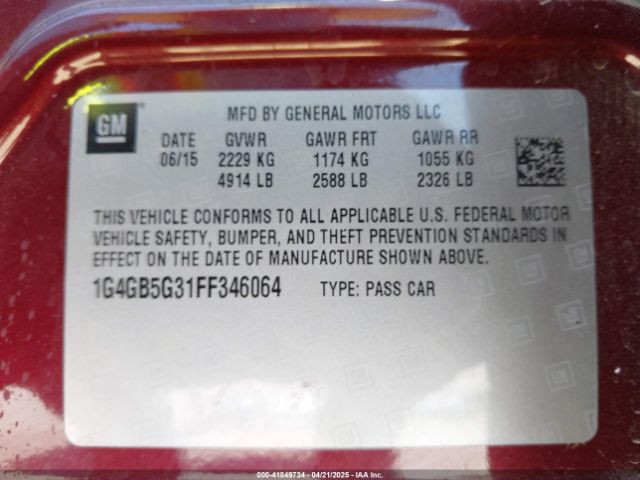 GM
MFD BY GENERAL MOTORS LLC
DATE GVWR GAWR FRT GAWR RR
06/15 2229 KG 1174 KG 1055 KG
4914 LB 2588 LB 2326 LB
THIS VEHICLE CONFORMS TO ALL APPLICABLE U.S. FEDERAL MOTOR
VEHICLE SAFETY, BUMPER, AND THEFT PREVENTION STANDARDS IN
EFFECT ON THE DATE OF MANUFACTURE SHOWN ABOVE.
1G4GB5G31FF346064 TYPE: PASS CAR
000-41849734 - 04/21/2025 - IAA Inc.